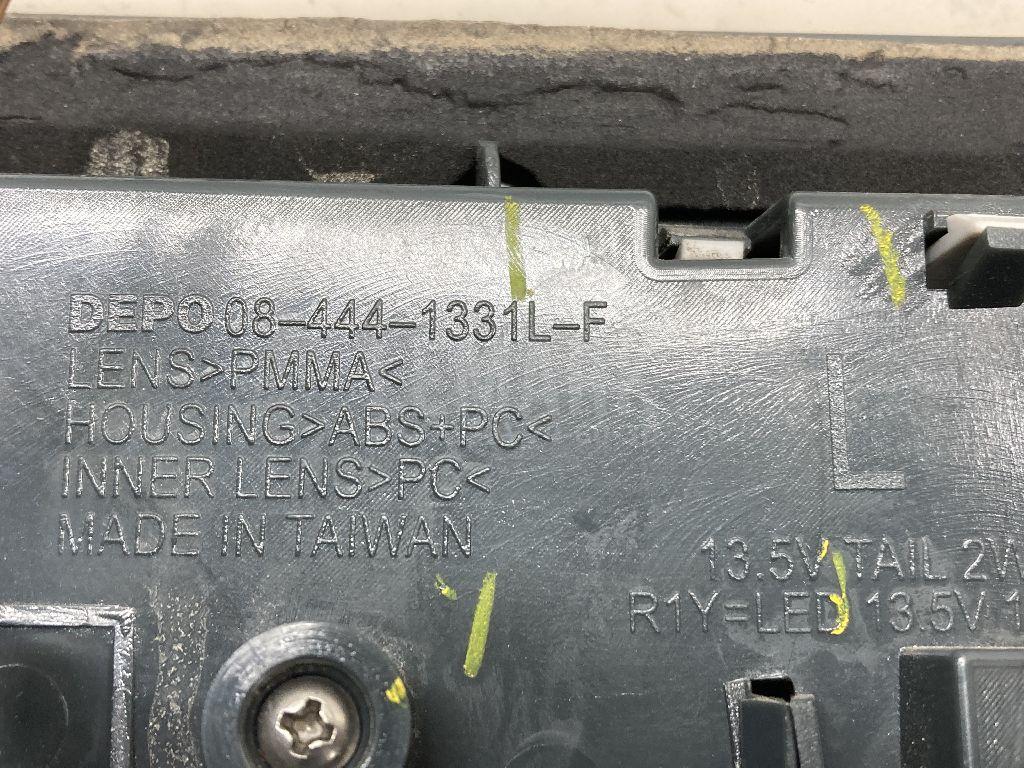 DEPO 08-444-1331L-F
LENS>PMMA<
HOUSING>ABS+PC<
INNER LENS>PC<
MADE IN TAIWAN
L
13.5V TAIL 2W
R1Y=LED 13.5V 1